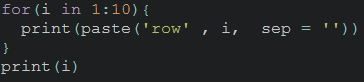 for(i in 1:10){
  print(paste('row' , i,  sep = ''))
}
print(i)